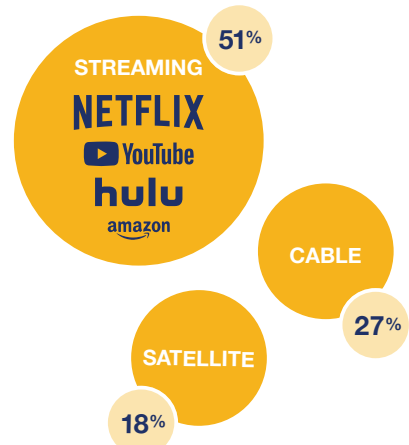 51%
STREAMING
NETFLIX
YouTube
hulu
amazon
CABLE
27%
SATELLITE
18%